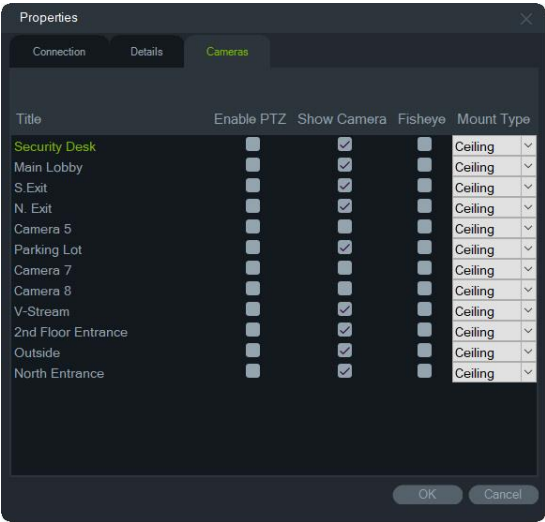 Properties
Connection Details Cameras
Title Enable PTZ Show Camera Fisheye Mount Type
Security Desk Ceiling
Main Lobby Ceiling
S.Exit Ceiling
N. Exit Ceiling
Camera 5 Ceiling
Parking Lot Ceiling
Camera 7 Ceiling
Camera 8 Ceiling
V-Stream Ceiling
2nd Floor Entrance Ceiling
Outside Ceiling
North Entrance Ceiling
OK Cancel